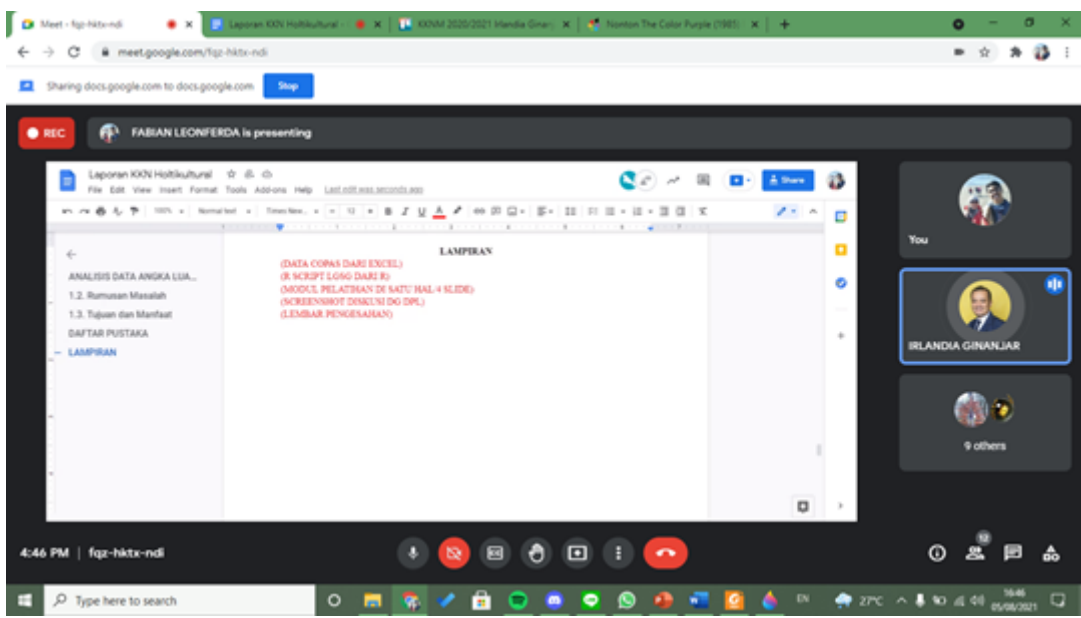 Meet - fqz-hktx-ndi
Laporan KKN Holtikultural -
KKNM 2020/2021 Irlandia Ginanj
Nonton The Color Purple (1985)
meet.google.com/fqz-hktx-ndi
Sharing docs.google.com to docs.google.com
Stop
REC
FABIAN LEONFERDA is presenting
Laporan KKN Holtikultural
File Edit View Insert Format Tools Add-ons Help Last edit was seconds ago
Share
100%
Normal text
Times New...
12
B I U A
LAMPIRAN
(DATA COPAS DARI EXCEL)
(R SCRIPT LGSG DARI R)
(MODUL PELATIHAN DI SATU HAL 4 SLIDE)
(SCREENSHOT DISKUSI DG DPL)
(LEMBAR PENGESAHAN)
ANALISIS DATA ANGKA LUA...
1.2. Rumusan Masalah
1.3. Tujuan dan Manfaat
DAFTAR PUSTAKA
LAMPIRAN
You
IRLANDIA GINANJAR
9 others
4:46 PM | fqz-hktx-ndi
12
Type here to search
EN
27°C
16:46
05/08/2021